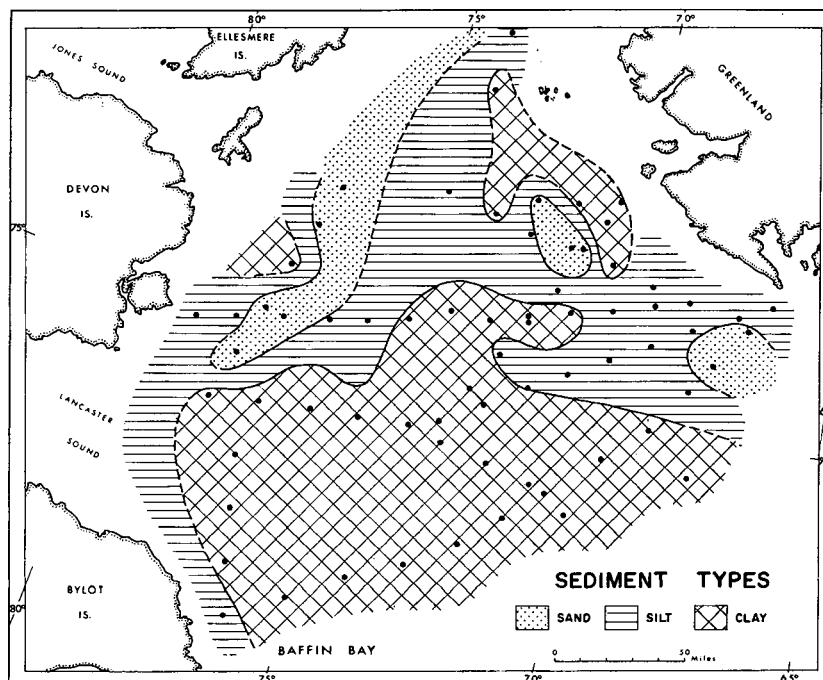 80°
75°
70°
ELLESMERE
IS.
JONES SOUND
GREENLAND
DEVON
IS.
75°
LANCASTER
SOUND
SEDIMENT TYPES
SAND
SILT
CLAY
BYLOT
IS.
80°
BAFFIN BAY
0
50
Miles
75°
70°
65°